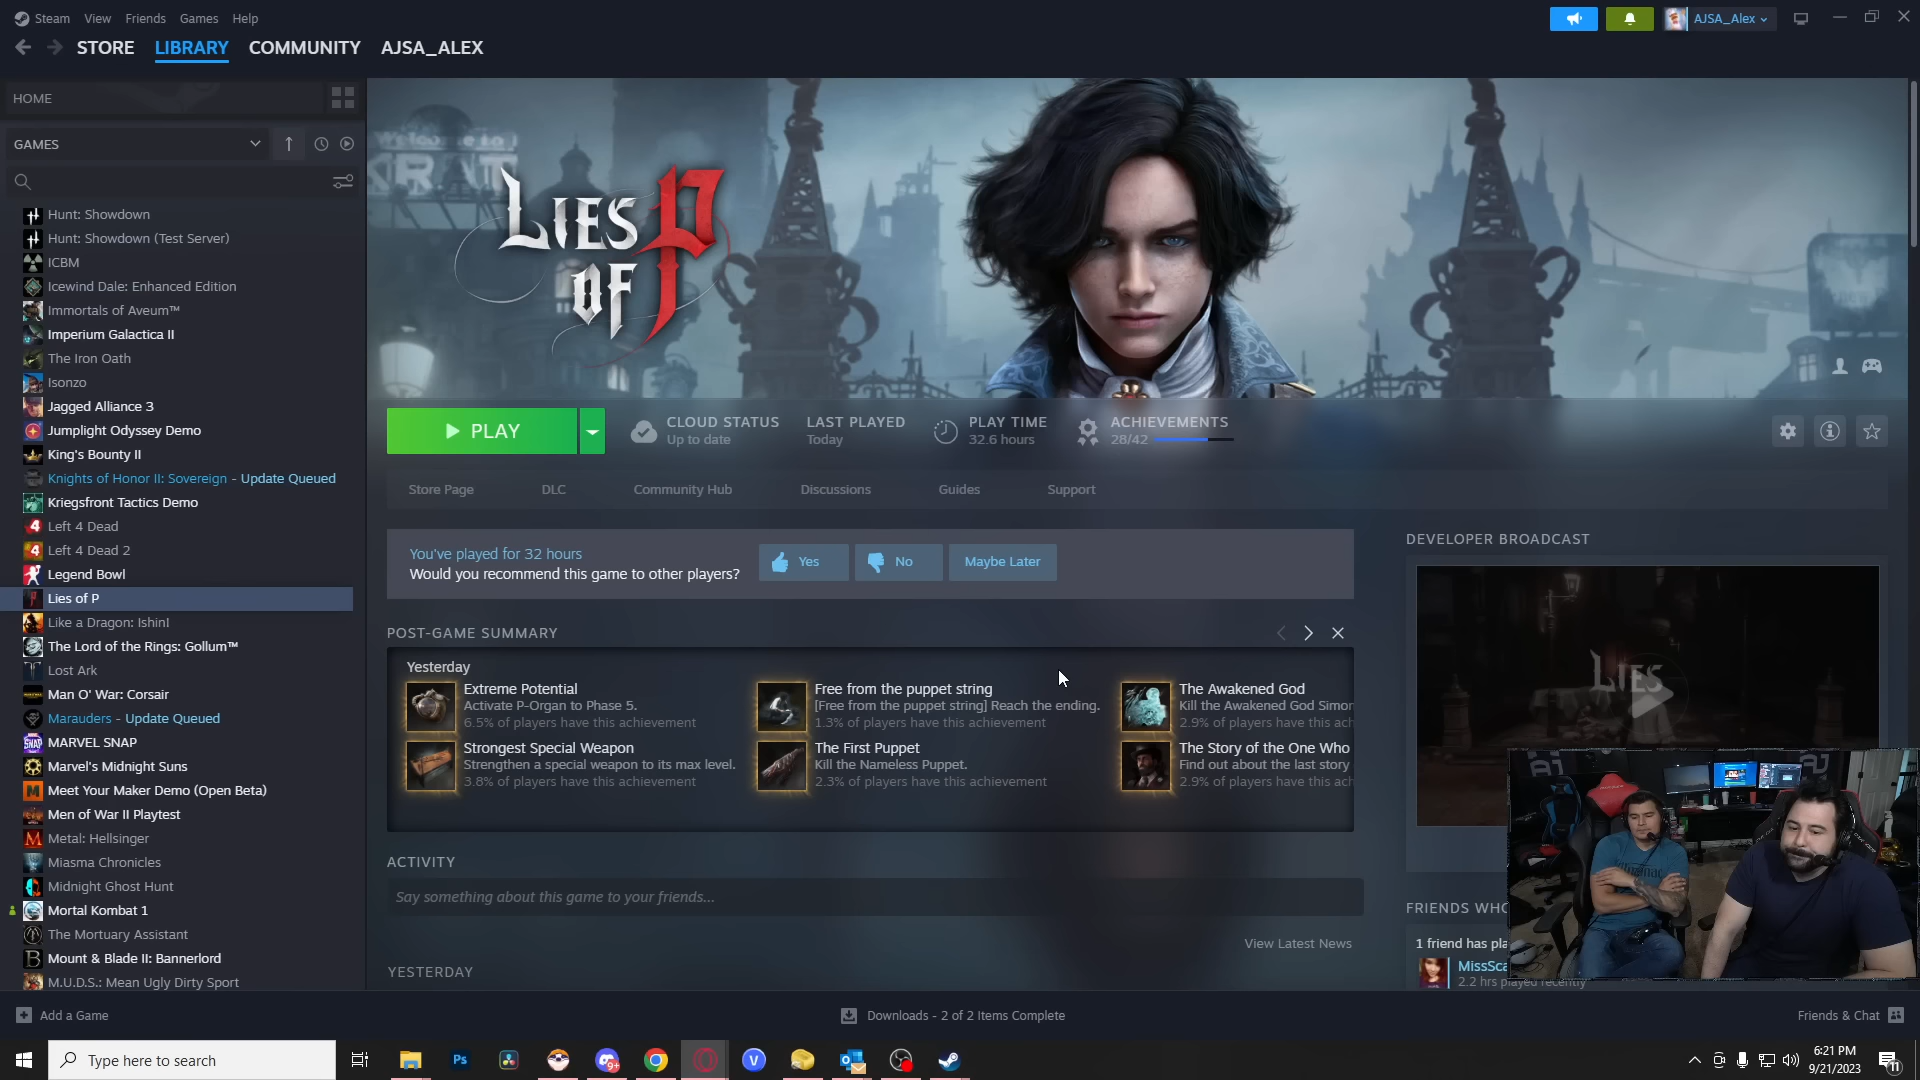 Steam View Friends Games Help
AJSA_Alex
STORE LIBRARY COMMUNITY AJSA_ALEX
HOME
GAMES
Hunt: Showdown
Hunt: Showdown (Test Server)
ICBM
Icewind Dale: Enhanced Edition
Immortals of Aveum™
Imperium Galactica II
The Iron Oath
Isonzo
Jagged Alliance 3
Jumplight Odyssey Demo
King's Bounty II
Knights of Honor II: Sovereign - Update Queued
Kriegsfront Tactics Demo
Left 4 Dead
Left 4 Dead 2
Legend Bowl
Lies of P
Like a Dragon: Ishin!
The Lord of the Rings: Gollum™
Lost Ark
Man O' War: Corsair
Marauders - Update Queued
MARVEL SNAP
Marvel's Midnight Suns
Meet Your Maker Demo (Open Beta)
Men of War II Playtest
Metal: Hellsinger
Miasma Chronicles
Midnight Ghost Hunt
Mortal Kombat 1
The Mortuary Assistant
Mount & Blade II: Bannerlord
M.U.D.S.: Mean Ugly Dirty Sport
Welcome to
KRAT
LIES OF P
PLAY
CLOUD STATUS
Up to date
LAST PLAYED
Today
PLAY TIME
32.6 hours
ACHIEVEMENTS
28/42
Store Page DLC Community Hub Discussions Guides Support
You've played for 32 hours
Would you recommend this game to other players?
Yes No Maybe Later
POST-GAME SUMMARY
Yesterday
Extreme Potential
Activate P-Organ to Phase 5.
6.5% of players have this achievement
Strongest Special Weapon
Strengthen a special weapon to its max level.
3.8% of players have this achievement
Free from the puppet string
[Free from the puppet string] Reach the ending.
1.3% of players have this achievement
The First Puppet
Kill the Nameless Puppet.
2.3% of players have this achievement
The Awakened God
Kill the Awakened God Simon
2.9% of players have this ach
The Story of the One Who
Find out about the last story
2.9% of players have this ach
ACTIVITY
Say something about this game to your friends...
View Latest News
YESTERDAY
DEVELOPER BROADCAST
LIES
FRIENDS WHO
1 friend has pla
MissSca
2.2 hrs played recently
Add a Game
Downloads - 2 of 2 Items Complete
Friends & Chat
Type here to search
Ps
9+
V
6:21 PM
9/21/2023
11